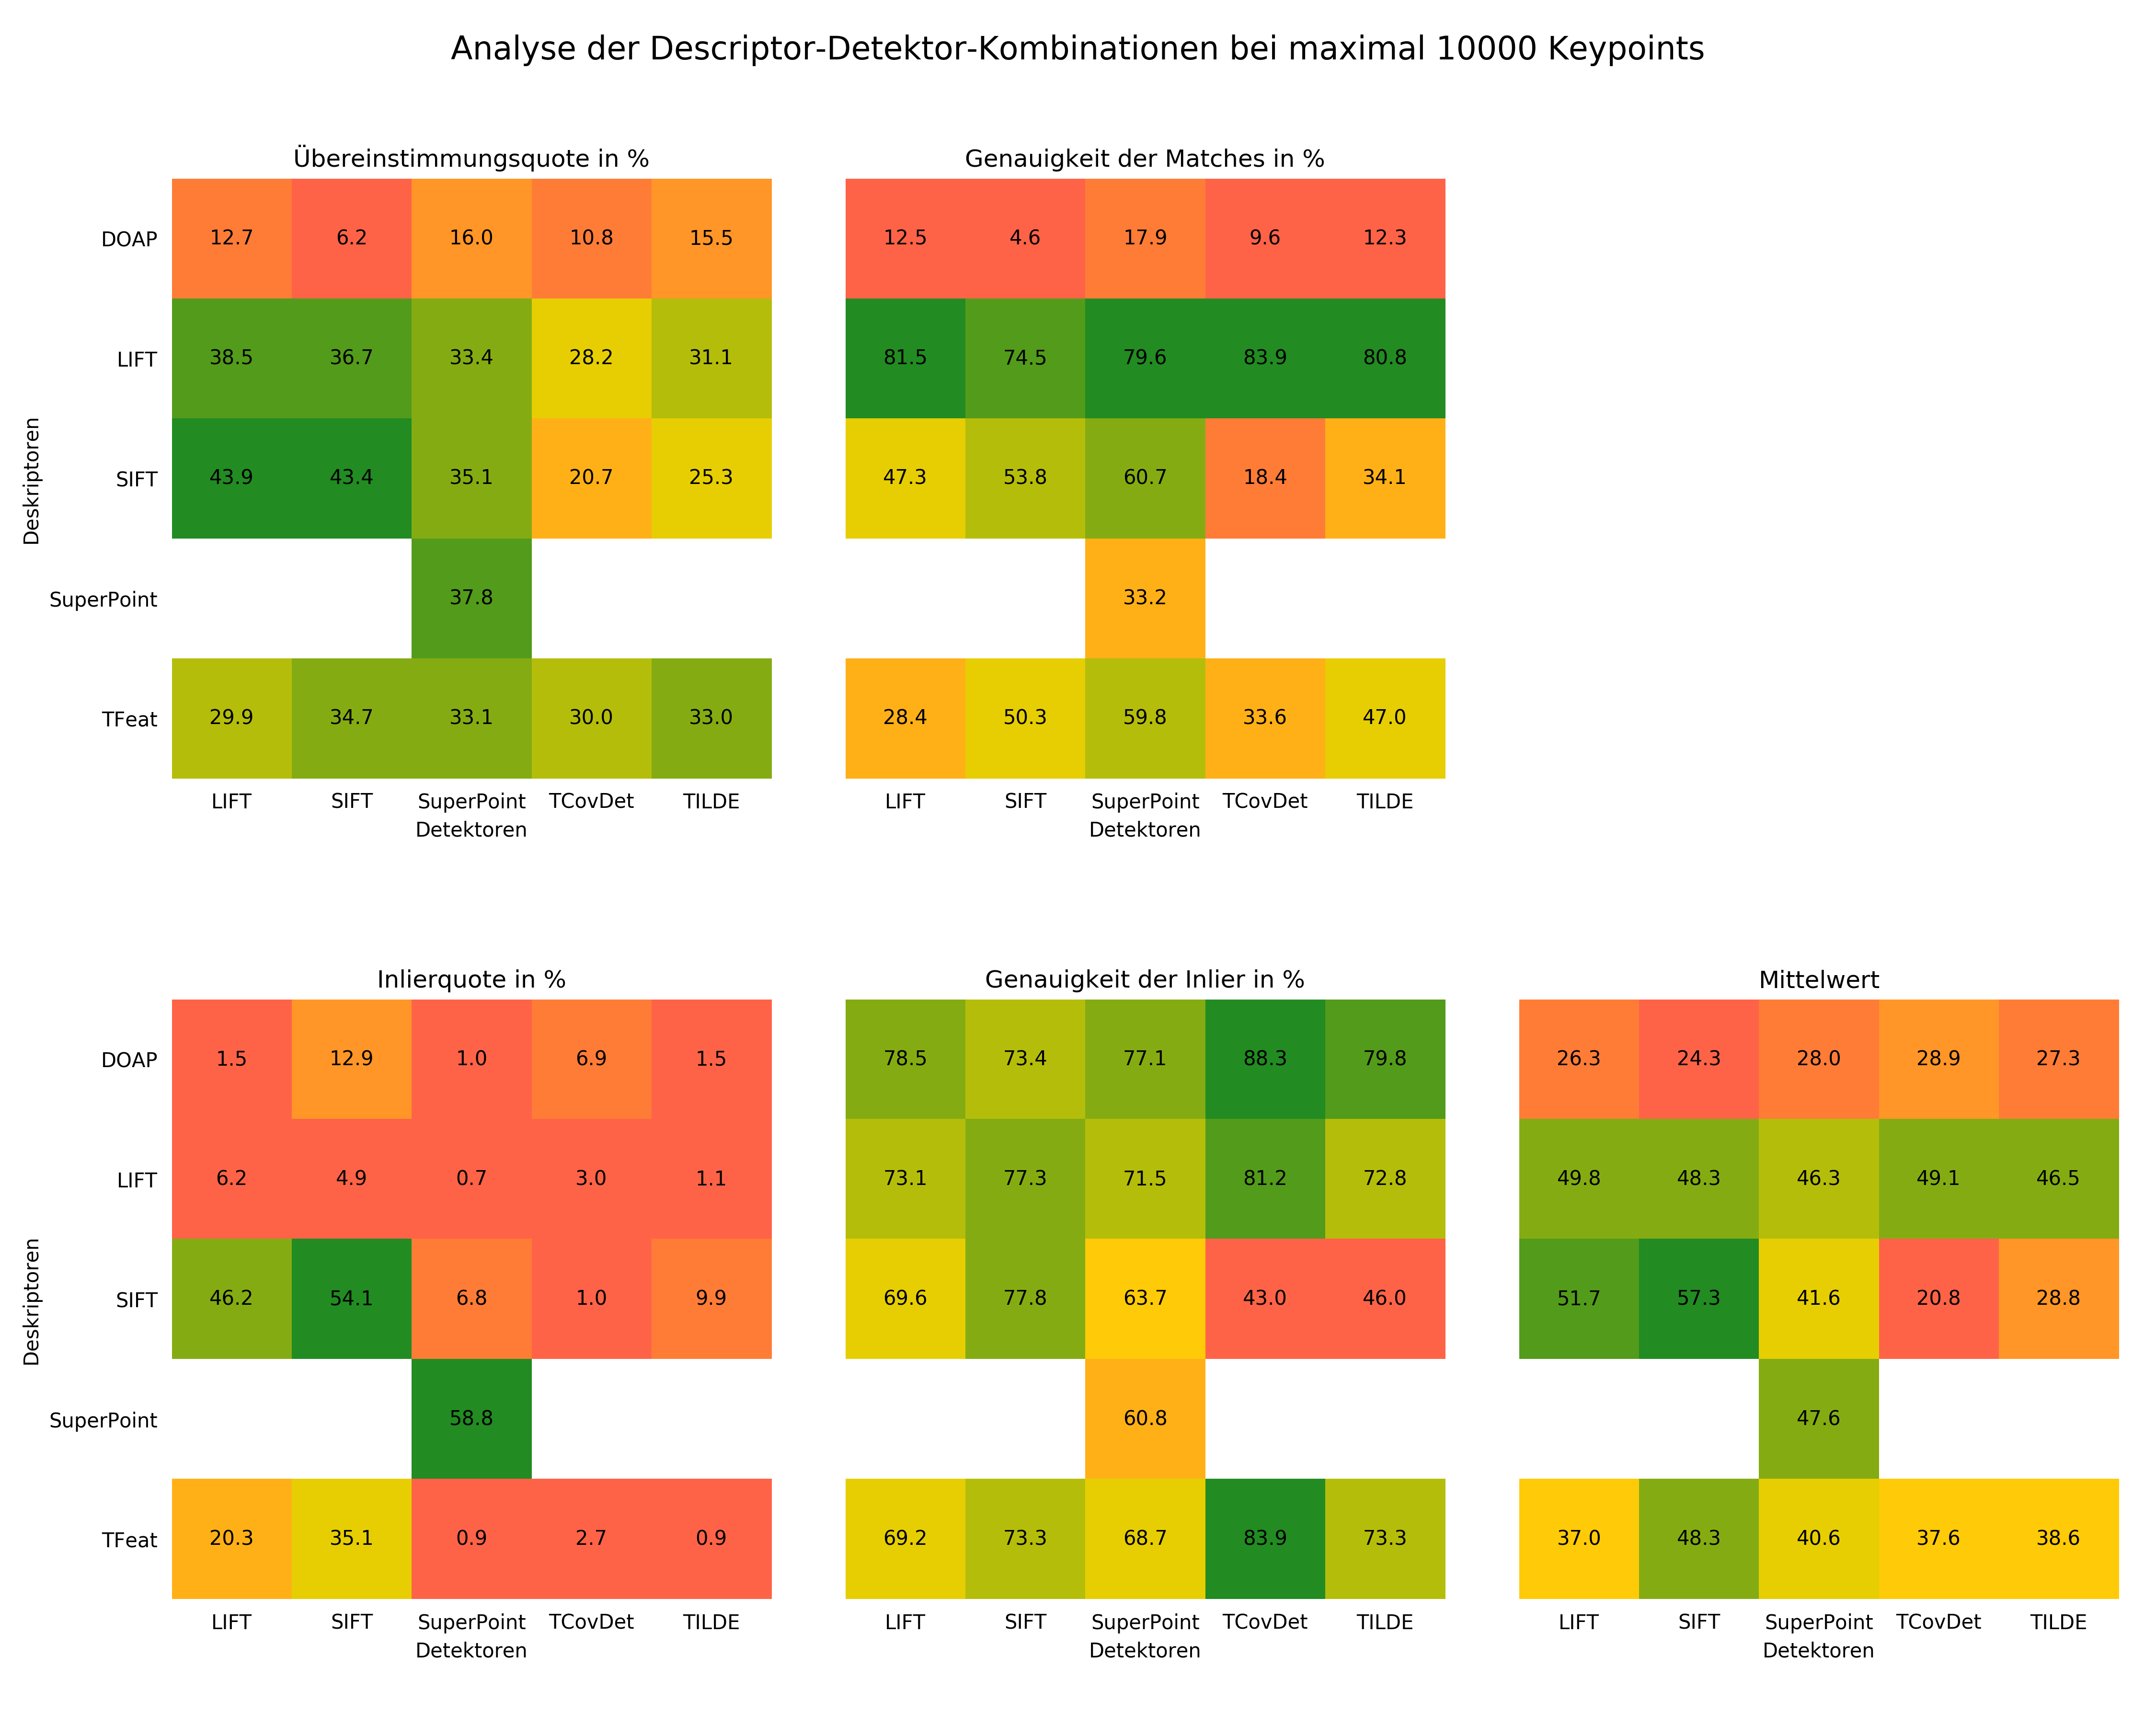 Analyse der Descriptor-Detektor-Kombinationen bei maximal 10000 Keypoints
Übereinstimmungsquote in %
Deskriptoren
DOAP 12.7 6.2 16.0 10.8 15.5
LIFT 38.5 36.7 33.4 28.2 31.1
SIFT 43.9 43.4 35.1 20.7 25.3
SuperPoint 37.8
TFeat 29.9 34.7 33.1 30.0 33.0
LIFT SIFT SuperPoint TCovDet TILDE
Detektoren
Genauigkeit der Matches in %
12.5 4.6 17.9 9.6 12.3
81.5 74.5 79.6 83.9 80.8
47.3 53.8 60.7 18.4 34.1
33.2
28.4 50.3 59.8 33.6 47.0
LIFT SIFT SuperPoint TCovDet TILDE
Detektoren
Inlierquote in %
Deskriptoren
DOAP 1.5 12.9 1.0 6.9 1.5
LIFT 6.2 4.9 0.7 3.0 1.1
SIFT 46.2 54.1 6.8 1.0 9.9
SuperPoint 58.8
TFeat 20.3 35.1 0.9 2.7 0.9
LIFT SIFT SuperPoint TCovDet TILDE
Detektoren
Genauigkeit der Inlier in %
78.5 73.4 77.1 88.3 79.8
73.1 77.3 71.5 81.2 72.8
69.6 77.8 63.7 43.0 46.0
60.8
69.2 73.3 68.7 83.9 73.3
LIFT SIFT SuperPoint TCovDet TILDE
Detektoren
Mittelwert
26.3 24.3 28.0 28.9 27.3
49.8 48.3 46.3 49.1 46.5
51.7 57.3 41.6 20.8 28.8
47.6
37.0 48.3 40.6 37.6 38.6
LIFT SIFT SuperPoint TCovDet TILDE
Detektoren